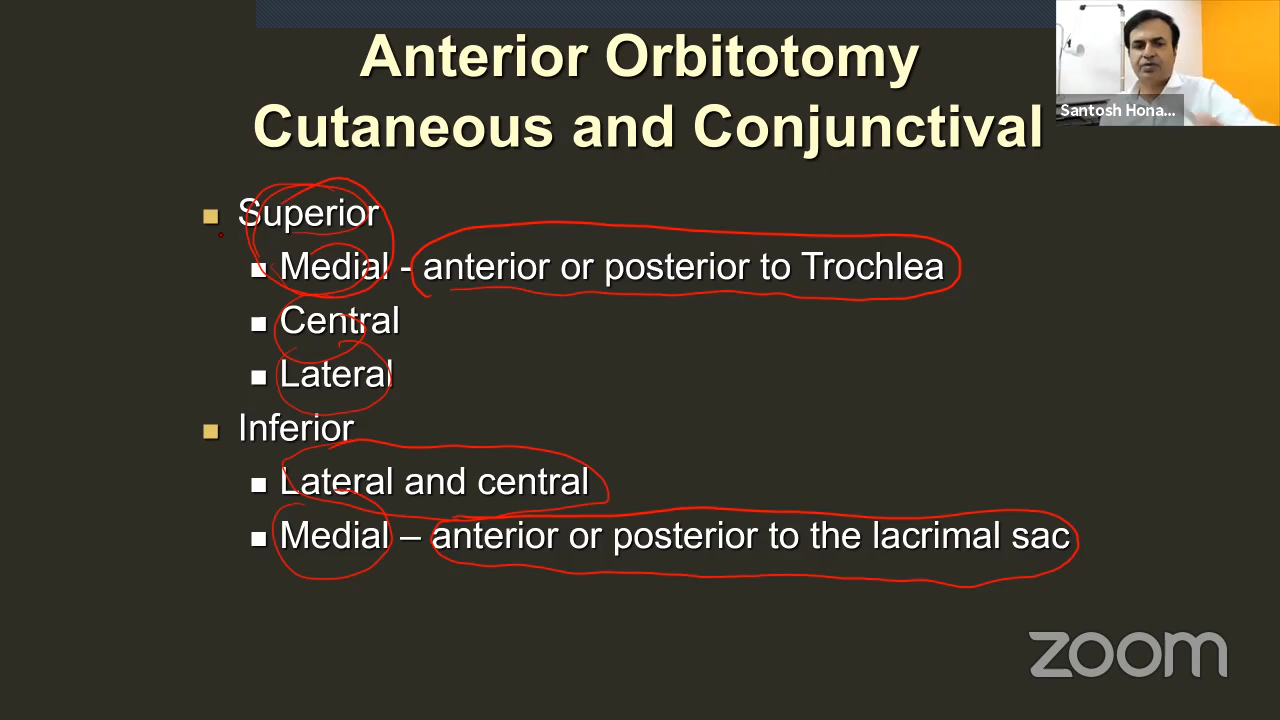 Anterior Orbitotomy
Cutaneous and Conjunctival
Santosh Hona...
Superior
Medial - anterior or posterior to Trochlea
Central
Lateral
Inferior
Lateral and central
Medial – anterior or posterior to the lacrimal sac
zoom